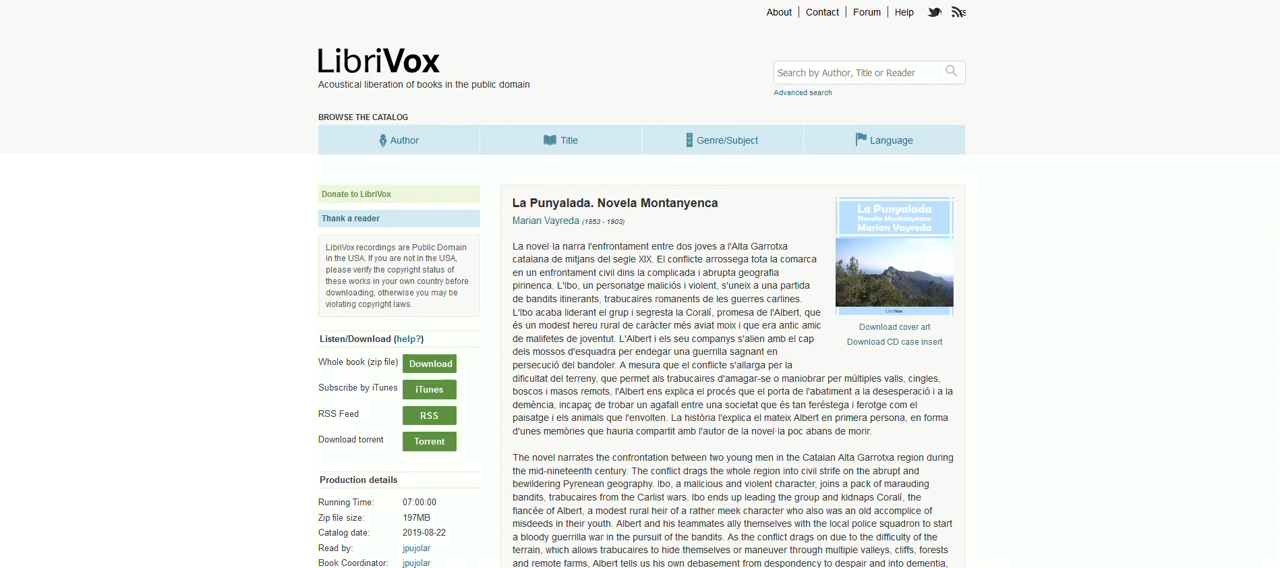 About
Contact
Forum
Help
LibriVox
Acoustical liberation of books in the public domain
Search by Author, Title or Reader
Advanced search
BROWSE THE CATALOG
Author
Title
Genre/Subject
Language
Donate to LibriVox
Thank a reader
LibriVox recordings are Public Domain
in the USA. If you are not in the USA,
please verify the copyright status of
these works in your own country before
downloading, otherwise you may be
violating copyright laws.
Listen/Download (help?)
Whole book (zip file) Download
Subscribe by iTunes iTunes
RSS Feed RSS
Download torrent Torrent
Production details
Running Time: 07:00:00
Zip file size: 197MB
Catalog date: 2019-08-22
Read by: jpujolar
Book Coordinator: jpujolar
La Punyalada. Novela Montanyenca
Marian Vayreda (1853 - 1903)
La novel·la narra l'enfrontament entre dos joves a l'Alta Garrotxa
catalana de mitjans del segle XIX. El conflicte arrossega tota la comarca
en un enfrontament civil dins la complicada i abrupta geografia
pirinenca. L'Ibo, un personatge maliciós i violent, s'uneix a una partida
de bandits itinerants, trabucaires romanents de les guerres carlines.
L'Ibo acaba liderant el grup i segresta la Coralí, promesa de l'Albert, que
és un modest hereu rural de caràcter més aviat moix i que era antic amic
de malifetes de joventut. L'Albert i els seu companys s'alien amb el cap
dels mossos d'esquadra per endegar una guerrilla sagnant en
persecució del bandoler. A mesura que el conflicte s'allarga per la
dificultat del terreny, que permet als trabucaires d'amagar-se o maniobrar per múltiples valls, cingles,
boscos i masos remots, l'Albert ens explica el procés que el porta de l'abatiment a la desesperació i a la
demència, incapaç de trobar un agafall entre una societat que és tan feréstega i ferotge com el
paisatge i els animals que l'envolten. La història l'explica el mateix Albert en primera persona, en forma
d'unes memòries que hauria compartit amb l'autor de la novel·la poc abans de morir.
The novel narrates the confrontation between two young men in the Catalan Alta Garrotxa region during
the mid-nineteenth century. The conflict drags the whole region into civil strife on the abrupt and
bewildering Pyrenean geography. Ibo, a malicious and violent character, joins a pack of marauding
bandits, trabucaires from the Carlist wars. Ibo ends up leading the group and kidnaps Coralí, the
fiancée of Albert, a modest rural heir of a rather meek character who also was an old accomplice of
misdeeds in their youth. Albert and his teammates ally themselves with the local police squadron to start
a bloody guerrilla war in the pursuit of the bandits. As the conflict drags on due to the difficulty of the
terrain, which allows trabucaires to hide themselves or maneuver through multiple valleys, cliffs, forests
and remote farms, Albert tells us his own debasement from despondency to despair and into dementia,
La Punyalada
Novela Montanyenca
Marian Vayreda
LibriVox
Download cover art
Download CD case insert